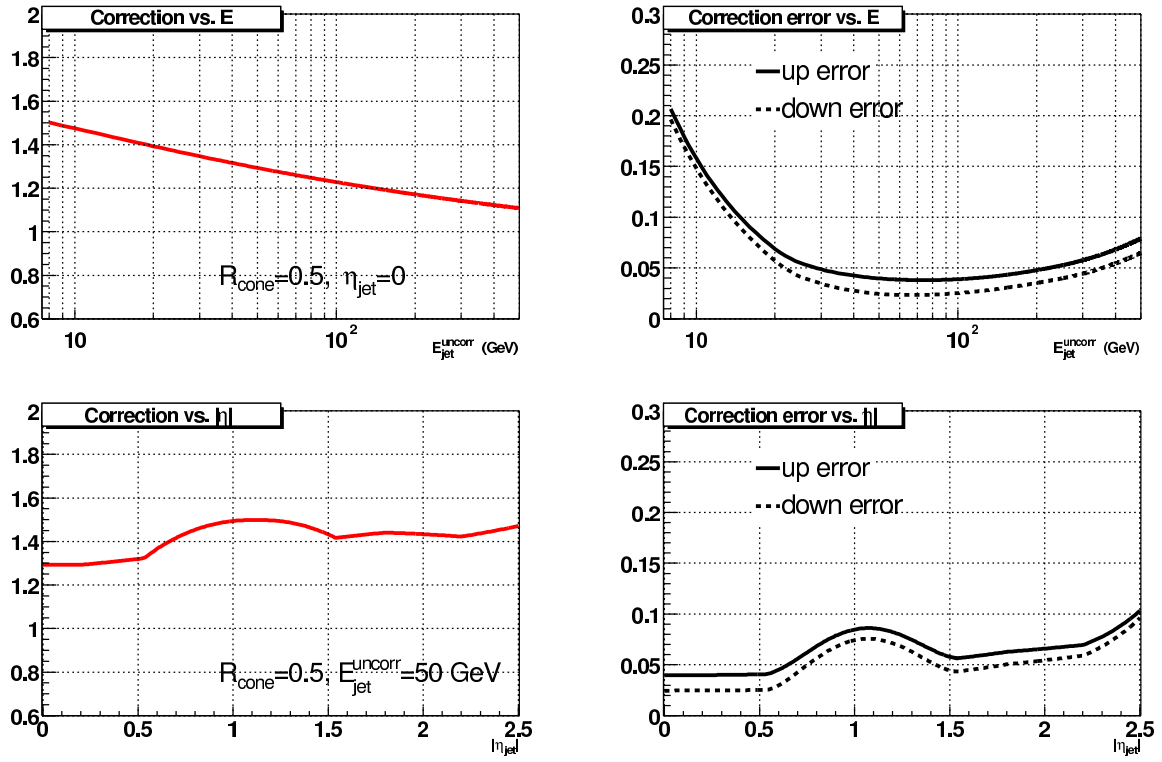 Correction vs. E
2
1.8
1.6
1.4
1.2
1
0.8
0.6
R_cone=0.5, η_jet=0
10
10²
E_jet^uncorr (GeV)
Correction error vs. E
0.3
0.25
0.2
0.15
0.1
0.05
0
up error
down error
10
10²
E_jet^uncorr (GeV)
Correction vs. |η|
2
1.8
1.6
1.4
1.2
1
0.8
0.6
R_cone=0.5, E_jet^uncorr=50 GeV
0 0.5 1 1.5 2 2.5
|η_jet|
Correction error vs. |η|
0.3
0.25
0.2
0.15
0.1
0.05
0
up error
down error
0 0.5 1 1.5 2 2.5
|η_jet|